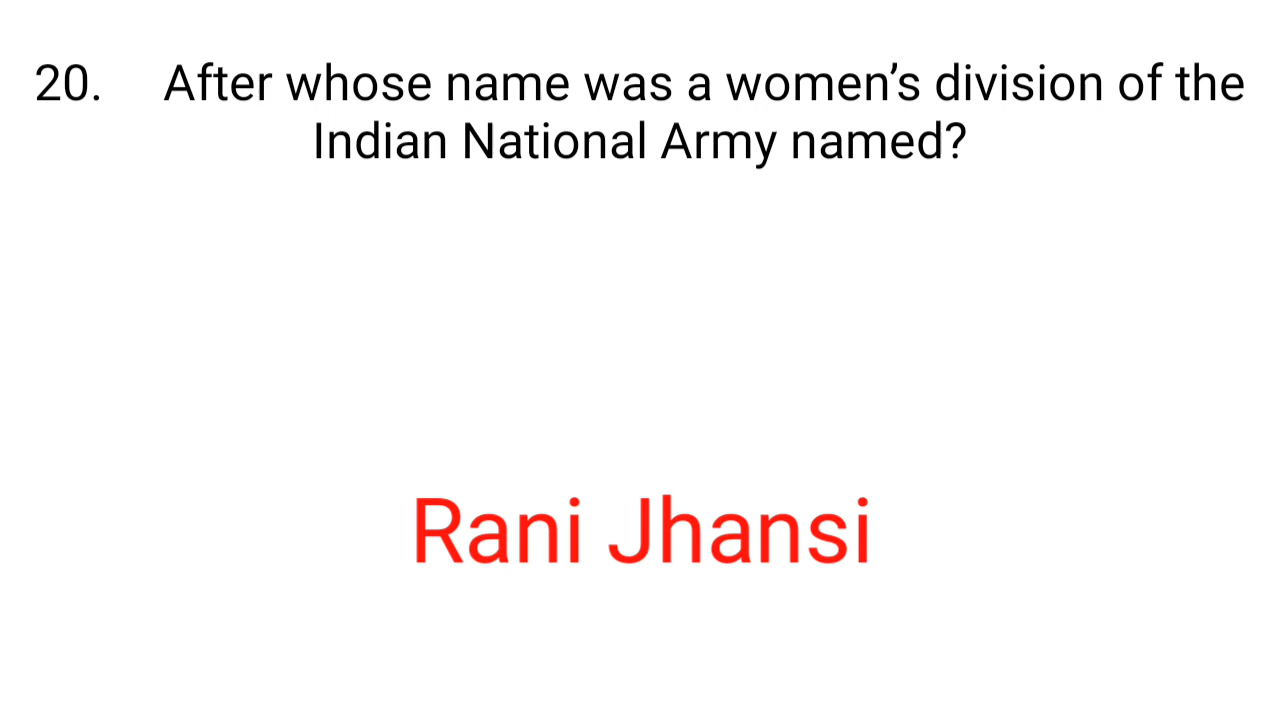 20. After whose name was a women’s division of the
Indian National Army named?
Rani Jhansi